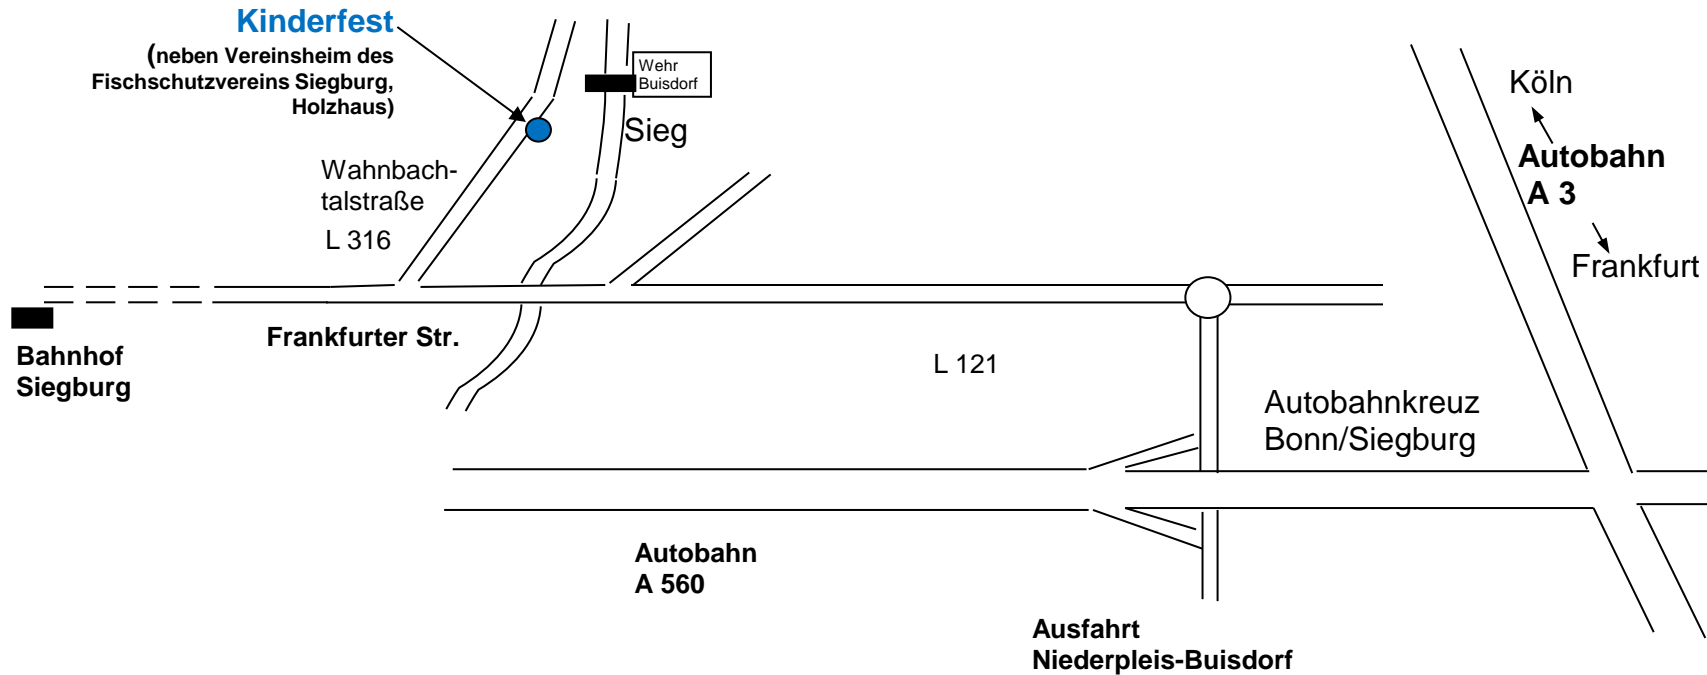 Kinderfest
(neben Vereinsheim des
Fischschutzvereins Siegburg,
Holzhaus)
Wehr
Buisdorf
Sieg
Köln
Autobahn
A 3
Frankfurt
Wahnbach-
talstraße
L 316
Frankfurter Str.
Bahnhof
Siegburg
L 121
Autobahnkreuz
Bonn/Siegburg
Autobahn
A 560
Ausfahrt
Niederpleis-Buisdorf